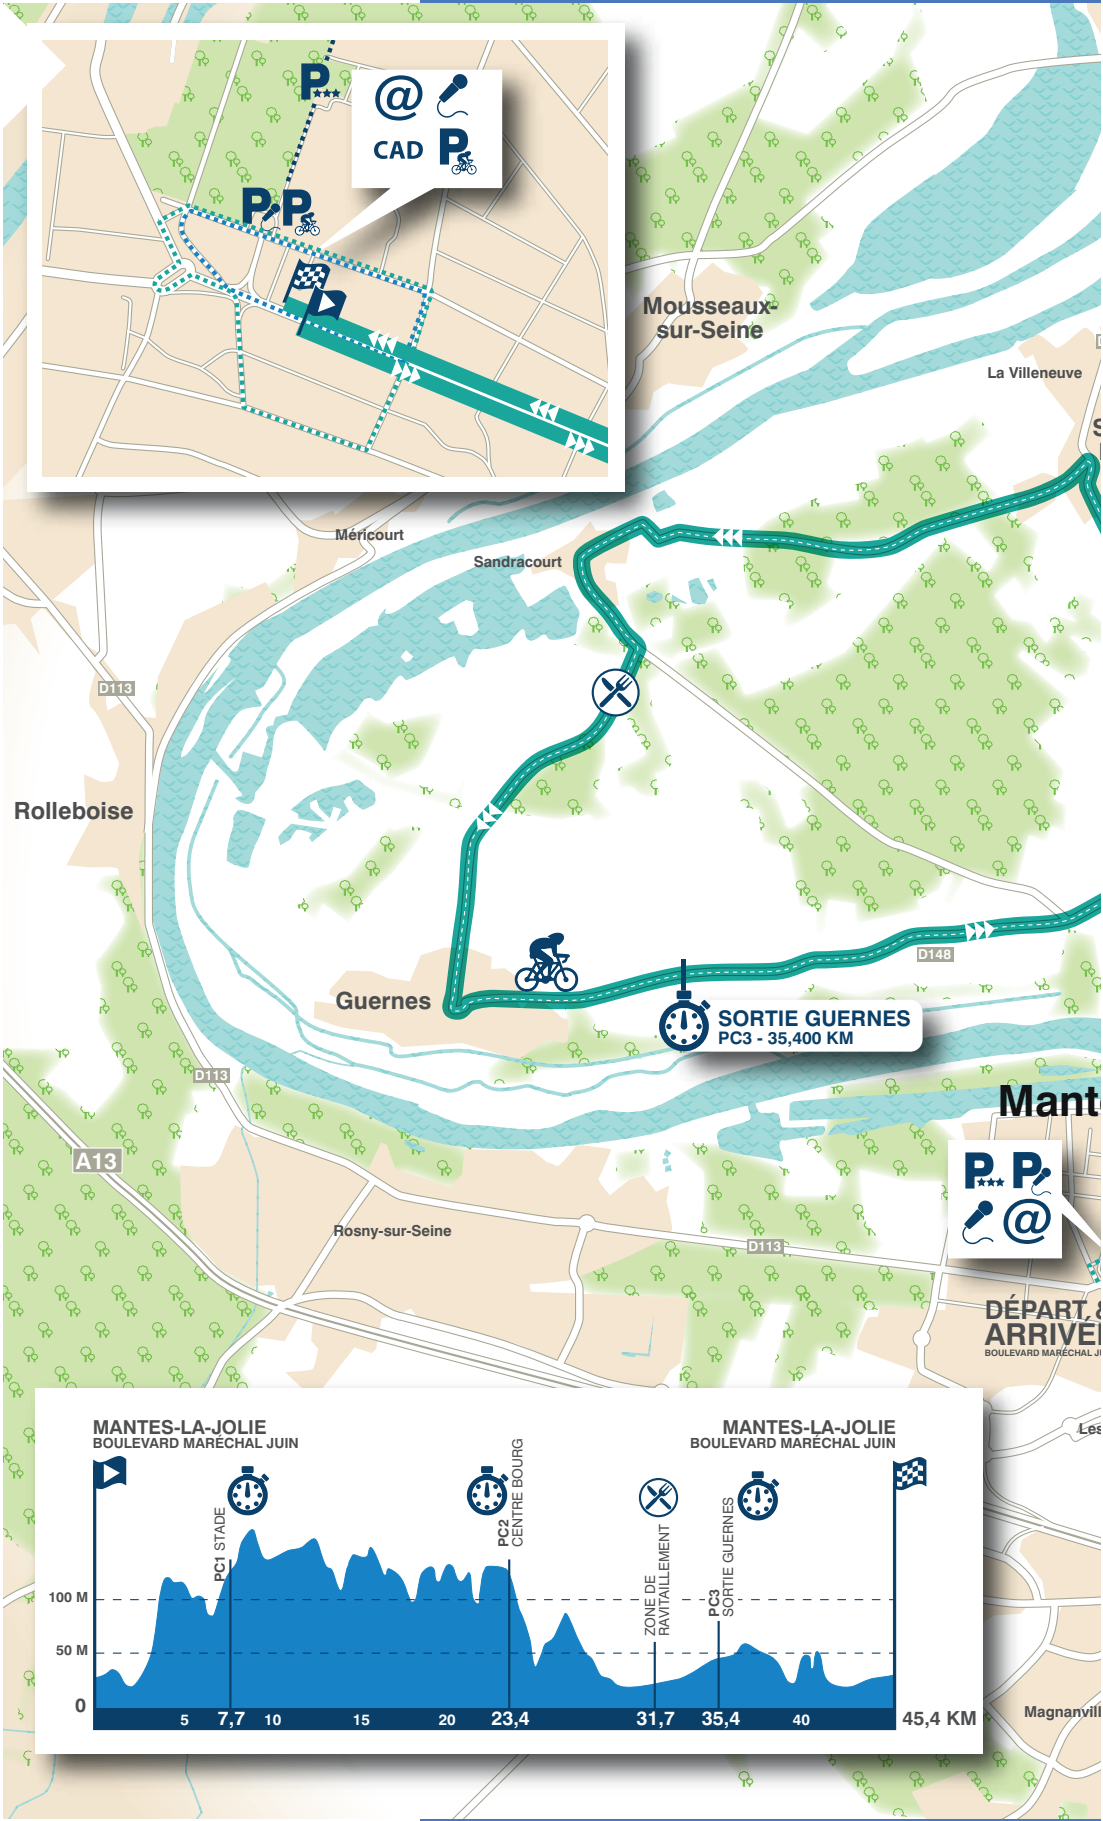 P
@
CAD
P
P P
Mousseaux-
sur-Seine
La Villeneuve
Méricourt
Sandracourt
D113
Rolleboise
Guernes
D148
SORTIE GUERNES
PC3 - 35,400 KM
D113
A13
Mant
P P
@
Rosny-sur-Seine
D113
DÉPART &
ARRIVÉE
BOULEVARD MARÉCHAL JU
Les
Magnanvill
MANTES-LA-JOLIE
BOULEVARD MARÉCHAL JUIN
MANTES-LA-JOLIE
BOULEVARD MARÉCHAL JUIN
PC1 STADE
PC2
CENTRE BOURG
ZONE DE
RAVITAILLEMENT
PC3
SORTIE GUERNES
100 M
50 M
0
5 7,7 10 15 20 23,4 31,7 35,4 40 45,4 KM